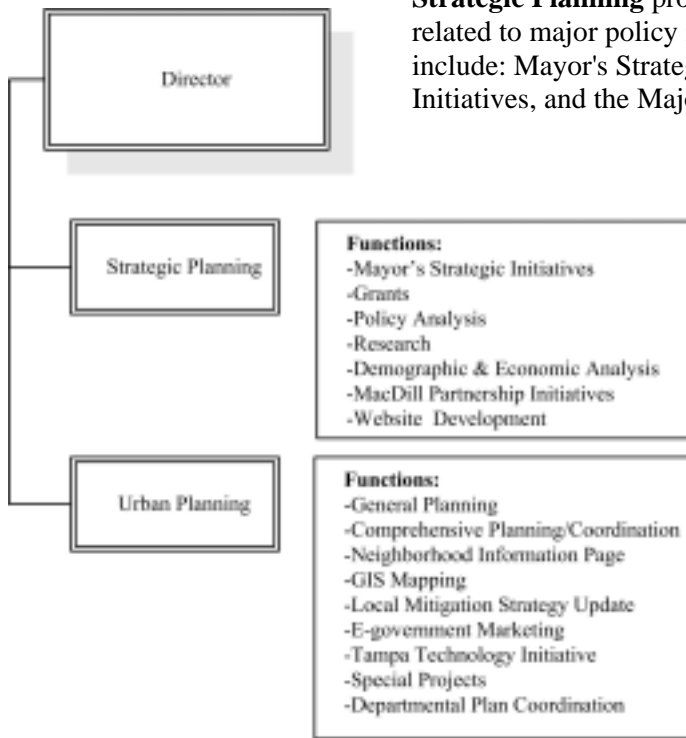 Strategic Planning
related to major policy
include: Mayor's
Initiatives, and the
Director
Strategic Planning
Functions:
-Mayor's Strategic Initiatives
-Grants
-Policy Analysis
-Research
-Demographic & Economic Analysis
-MacDill Partnership Initiatives
-Website Development
Urban Planning
Functions:
-General Planning
-Comprehensive Planning/Coordination
-Neighborhood Information Page
-GIS Mapping
-Local Mitigation Strategy Update
-E-government Marketing
-Tampa Technology Initiative
-Special Projects
-Departmental Plan Coordination